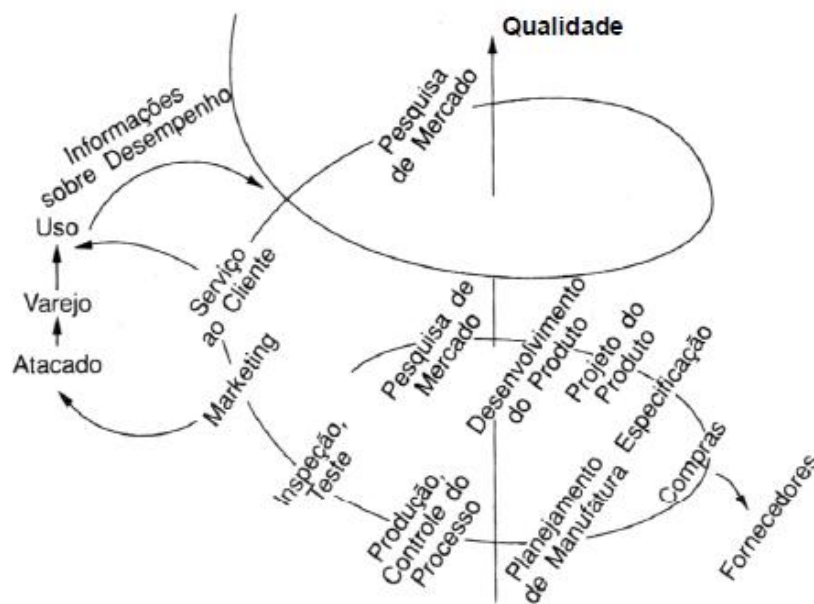 Qualidade
Informações
sobre Desempenho
Pesquisa
de Mercado
Uso
Varejo
Atacado
Serviço
ao Cliente
Marketing
Pesquisa de
Mercado
Desenvolvimento
do Produto
Projeto do
Produto
Especificação
Inspeção,
Teste
Produção,
Controle do
Processo
Planejamento
de Manufatura
Compras
Fornecedores